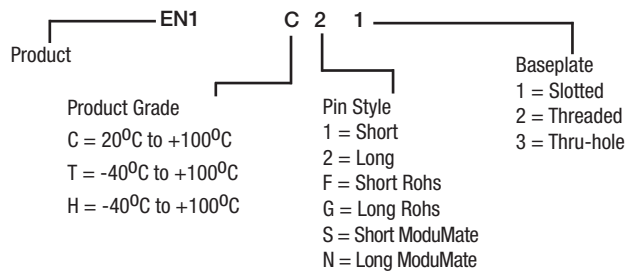 EN1 C 2 1
Product
Product Grade
C = 20⁰C to +100⁰C
T = -40⁰C to +100⁰C
H = -40⁰C to +100⁰C
Pin Style
1 = Short
2 = Long
F = Short Rohs
G = Long Rohs
S = Short ModuMate
N = Long ModuMate
Baseplate
1 = Slotted
2 = Threaded
3 = Thru-hole